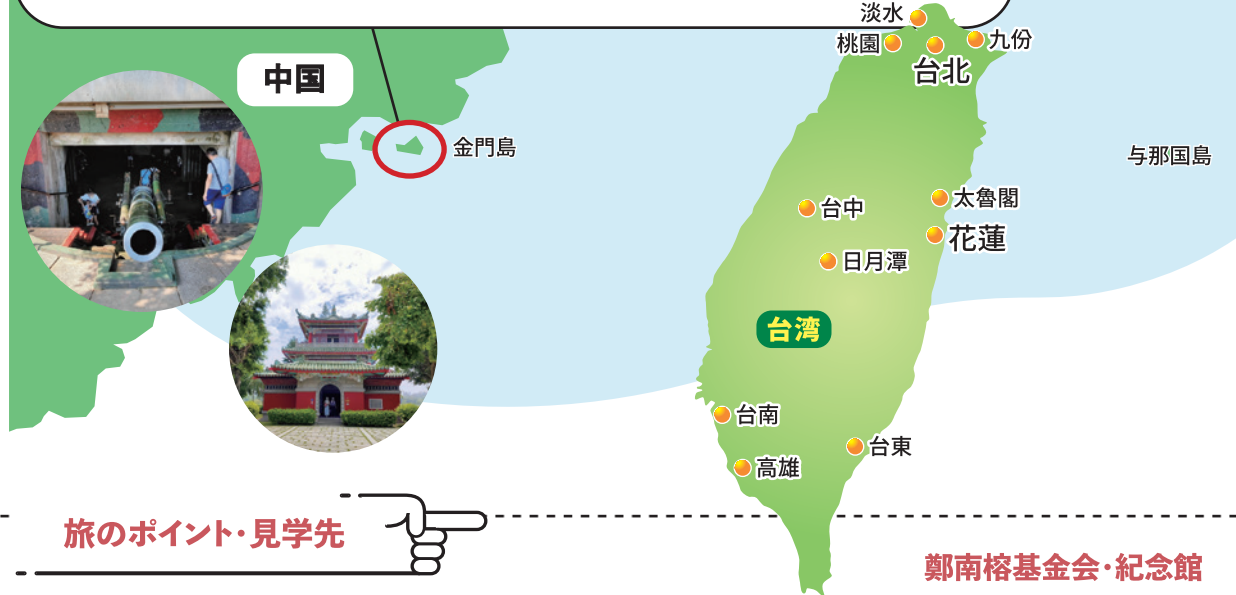 淡水
桃園
九份
台北
中国
金門島
与那国島
太魯閣
台中
花蓮
日月潭
台湾
台南
台東
高雄
旅のポイント・見学先
鄭南榕基金会・紀念館